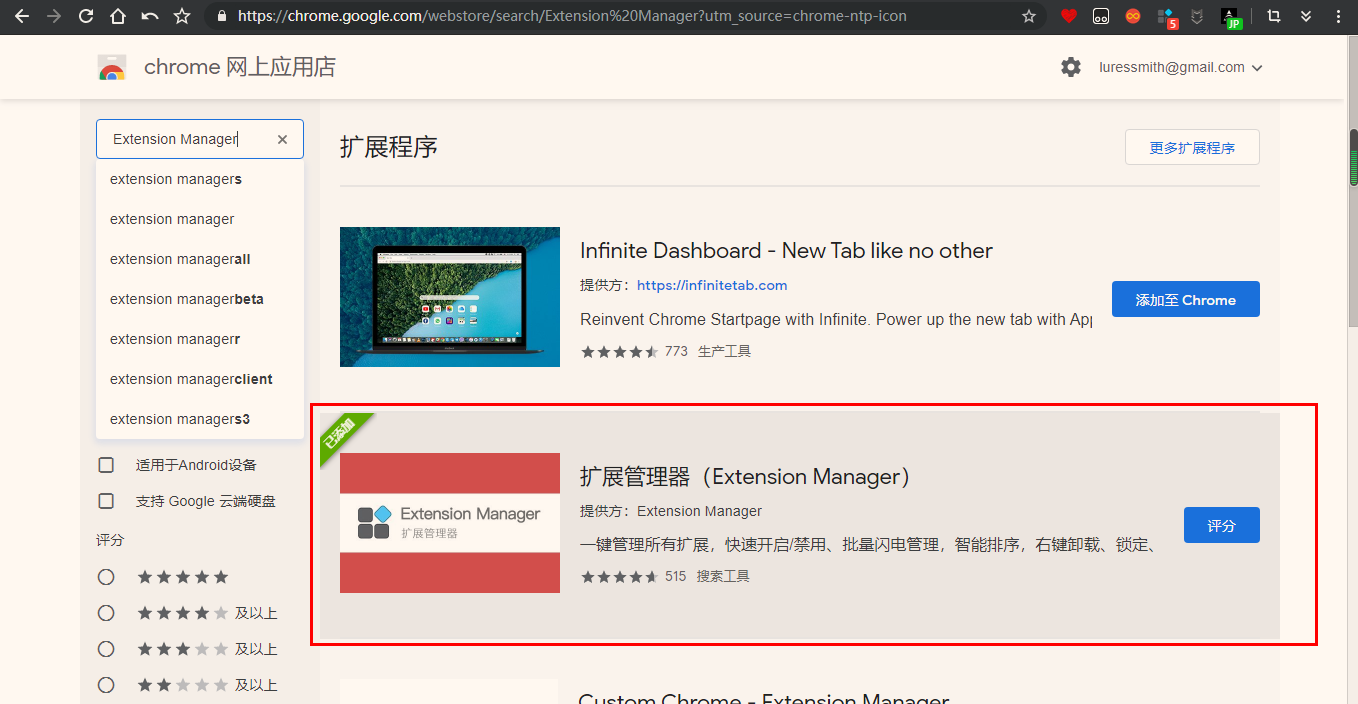 https://chrome.google.com/webstore/search/Extension%20Manager?utm_source=chrome-ntp-icon
5
JP
chrome 网上应用店
luressmith@gmail.com
Extension Manager
extension managers
extension manager
extension managerall
extension managerbeta
extension managerr
extension managerclient
extension managers3
适用于Android设备
支持 Google 云端硬盘
评分
及以上
及以上
及以上
扩展程序
更多扩展程序
Infinite Dashboard - New Tab like no other
提供方：https://infinitetab.com
Reinvent Chrome Startpage with Infinite. Power up the new tab with App
773 生产工具
添加至 Chrome
已添加
Extension Manager
扩展管理器
扩展管理器（Extension Manager）
提供方：Extension Manager
一键管理所有扩展，快速开启/禁用、批量闪电管理，智能排序，右键卸载、锁定、
515 搜索工具
评分
Custom Chrome - Extension Manager